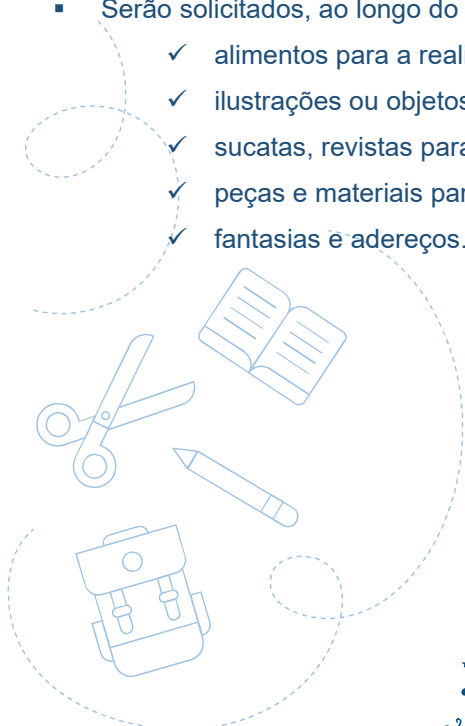 ▪ Serão solicitados, ao longo do
✓ alimentos para a reali
✓ ilustrações ou objetos
✓ sucatas, revistas para
✓ peças e materiais par
✓ fantasias e adereços.